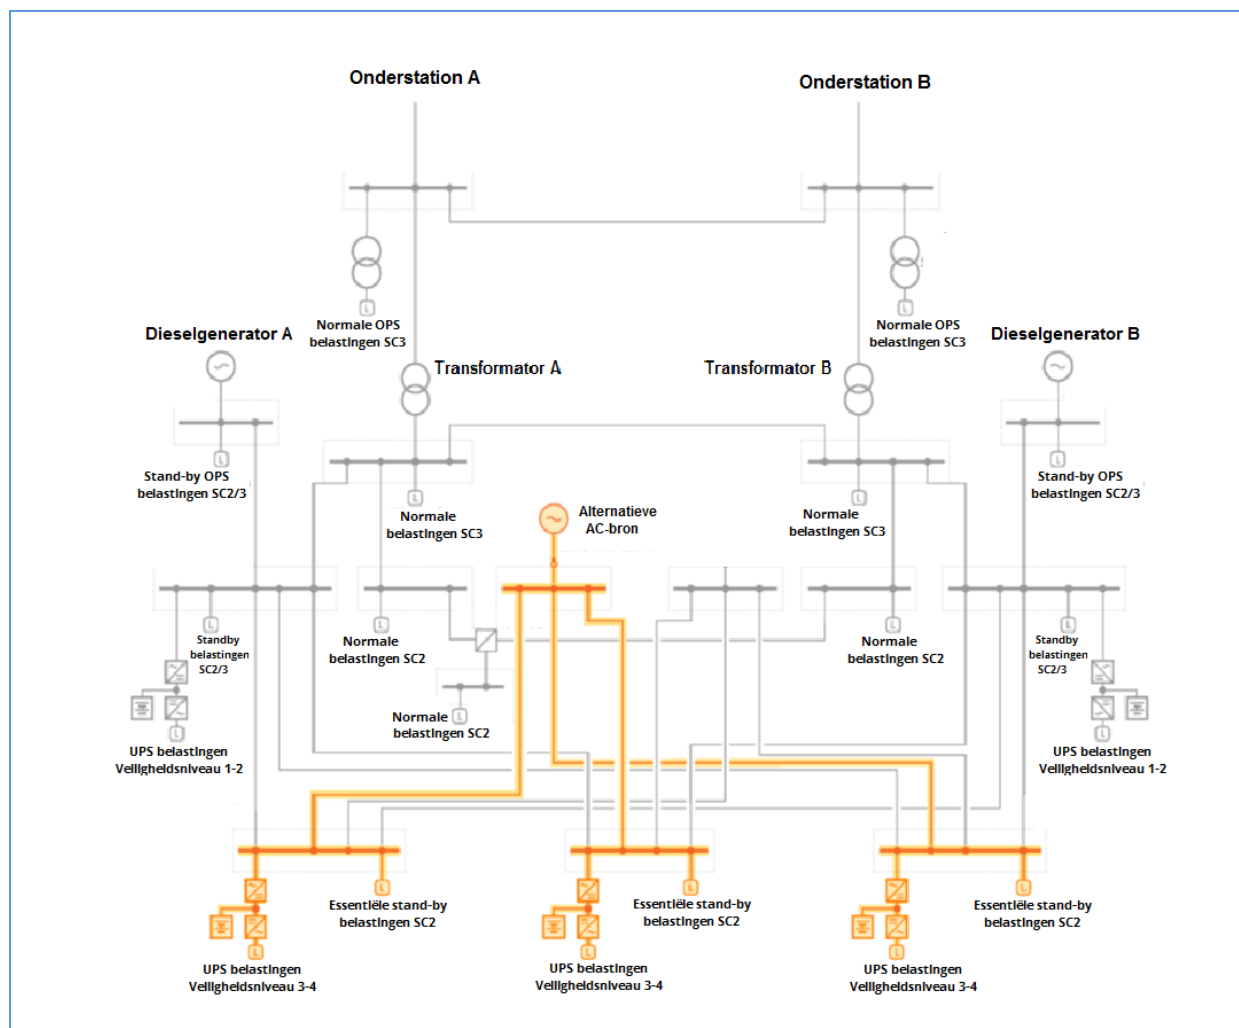 Onderstation A
Onderstation B
Normale OPS
belastingen SC3
Normale OPS
belastingen SC3
Dieselgenerator A
Dieselgenerator B
Transformator A
Transformator B
L
L
Stand-by OPS
belastingen SC2/3
Stand-by OPS
belastingen SC2/3
L
L
L
L
Normale
belastingen SC3
Alternatieve
AC-bron
Normale
belastingen SC3
L
L
L
L
Standby
belastingen
SC2/3
Normale
belastingen SC2
Normale
belastingen SC2
Standby
belastingen
SC2/3
L
Normale
belastingen SC2
L
L
UPS belastingen
Veiligheidsniveau 1-2
UPS belastingen
Veiligheidsniveau 1-2
L
L
L
Essentiële stand-by
belastingen SC2
Essentiële stand-by
belastingen SC2
Essentiële stand-by
belastingen SC2
L
L
L
UPS belastingen
Veiligheidsniveau 3-4
UPS belastingen
Veiligheidsniveau 3-4
UPS belastingen
Veiligheidsniveau 3-4